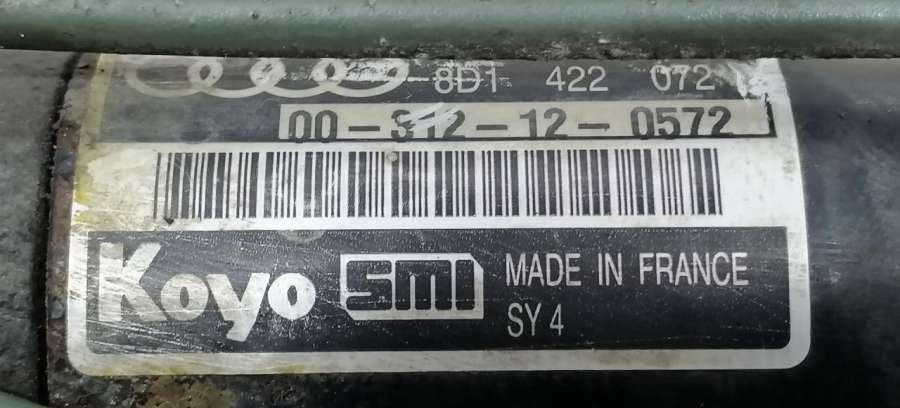 8D1 422 072
00-312-12-0572
Koyo SMI MADE IN FRANCE
SY 4